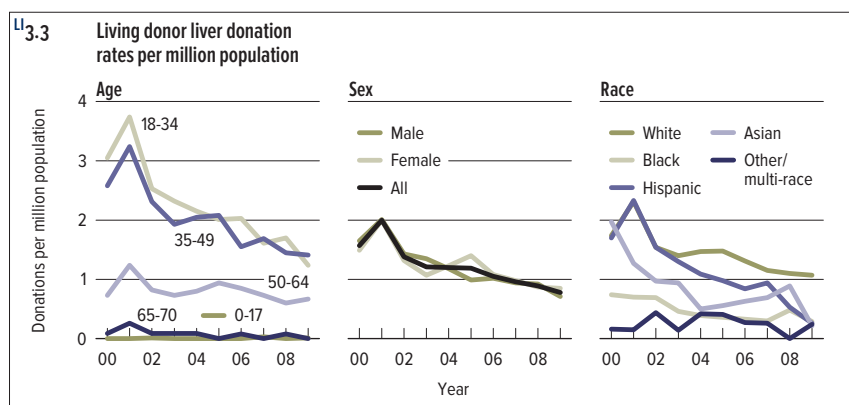 LI3.3 Living donor liver donation
rates per million population
Age
Donations per million population
4
3
2
1
0
18-34
35-49
50-64
65-70
0-17
00 02 04 06 08
Sex
Male
Female
All
00 02 04 06 08
Year
Race
White
Black
Hispanic
Asian
Other/
multi-race
00 02 04 06 08